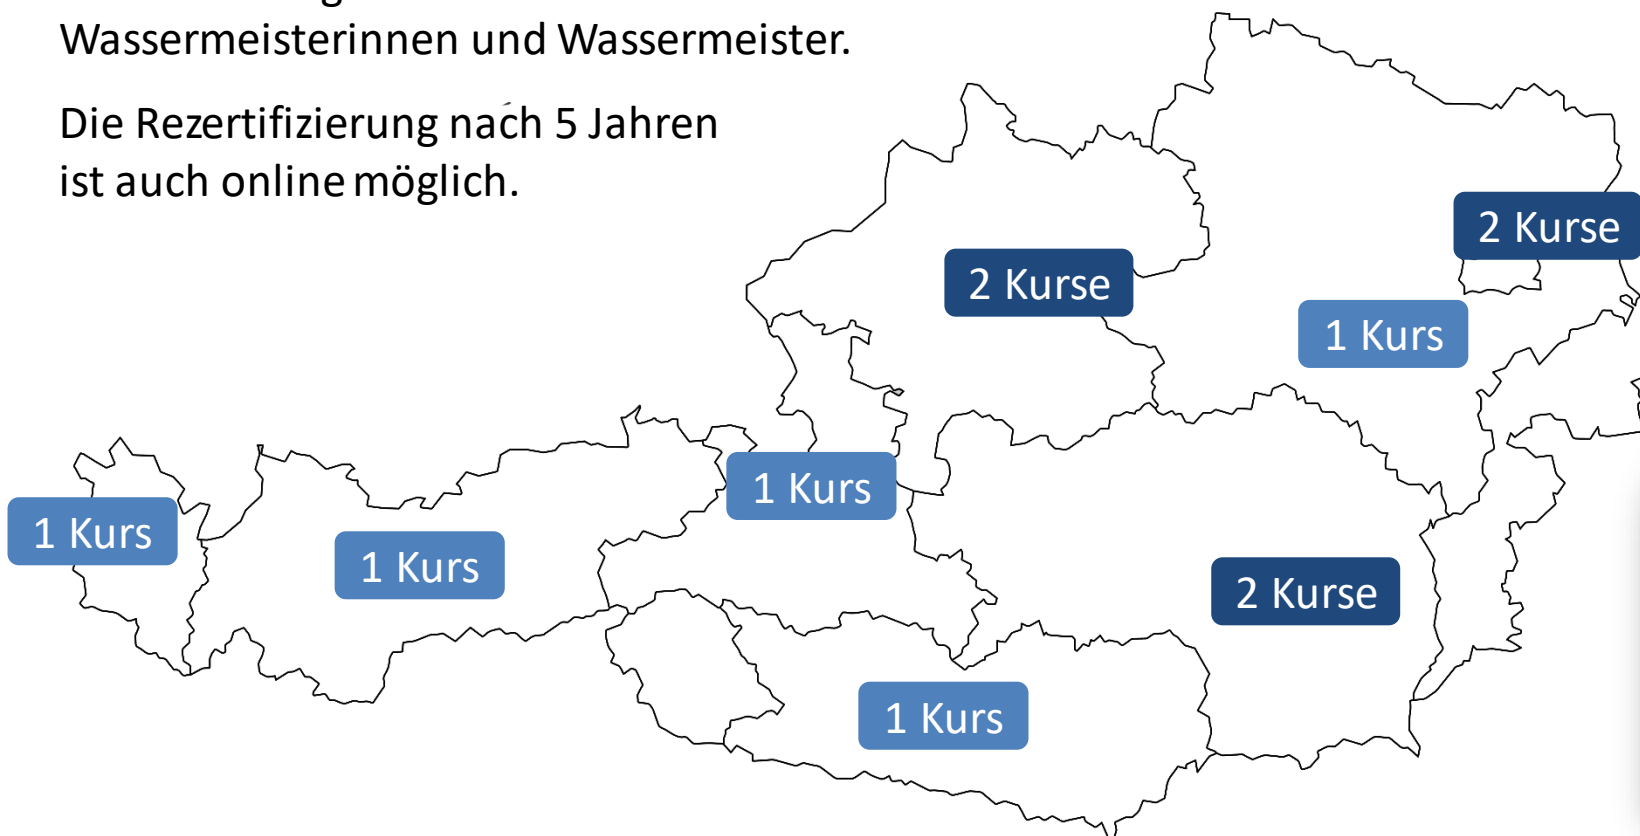 Wassermeisterinnen und Wassermeister.
Die Rezertifizierung nach 5 Jahren
ist auch online möglich.
2 Kurse
2 Kurse
1 Kurs
1 Kurs
1 Kurs
1 Kurs
2 Kurse
1 Kurs